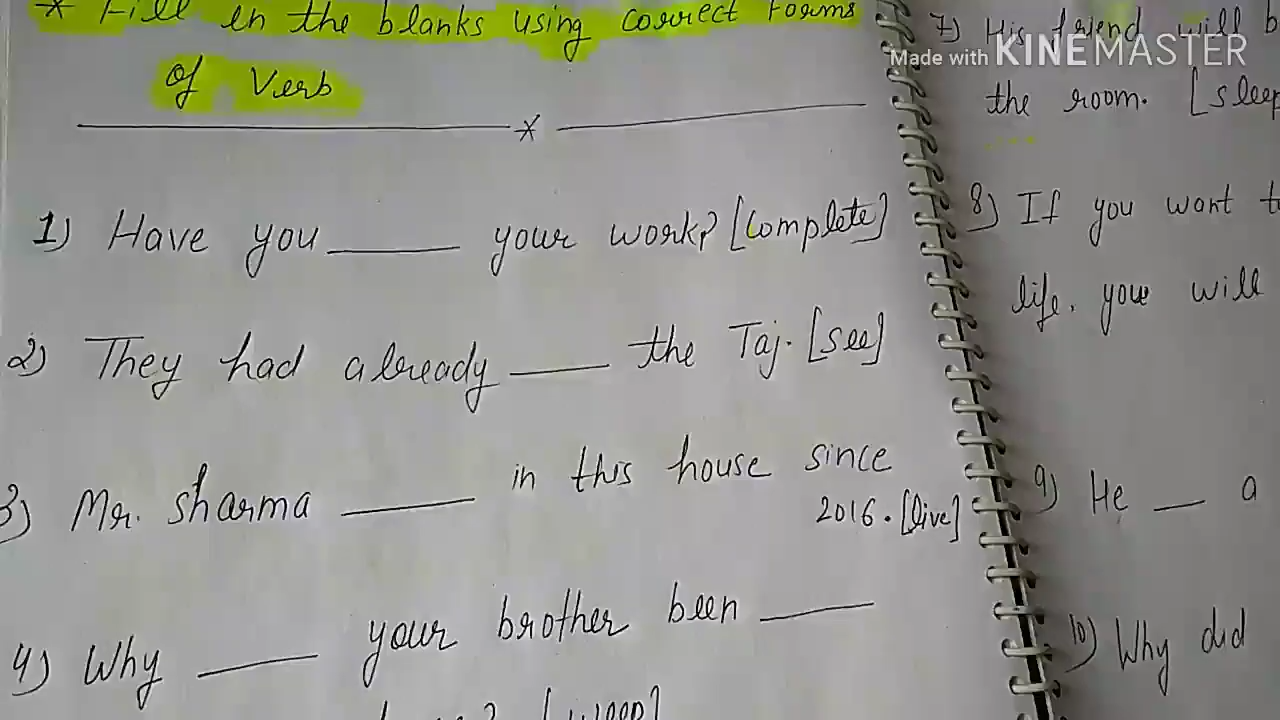 * Fill in the blanks using correct Forms
of Verb
1) Have you ____ your work? [Complete]
2) They had already ____ the Taj. [see]
3) Mr. Sharma ____ in this house since
2016. [live]
4) Why ____ your brother been ____
[weep]
Made with KINEMASTER
7) His friend will
the room. [sleep
8) If you want
life, you will
9) He __ a
10) Why did